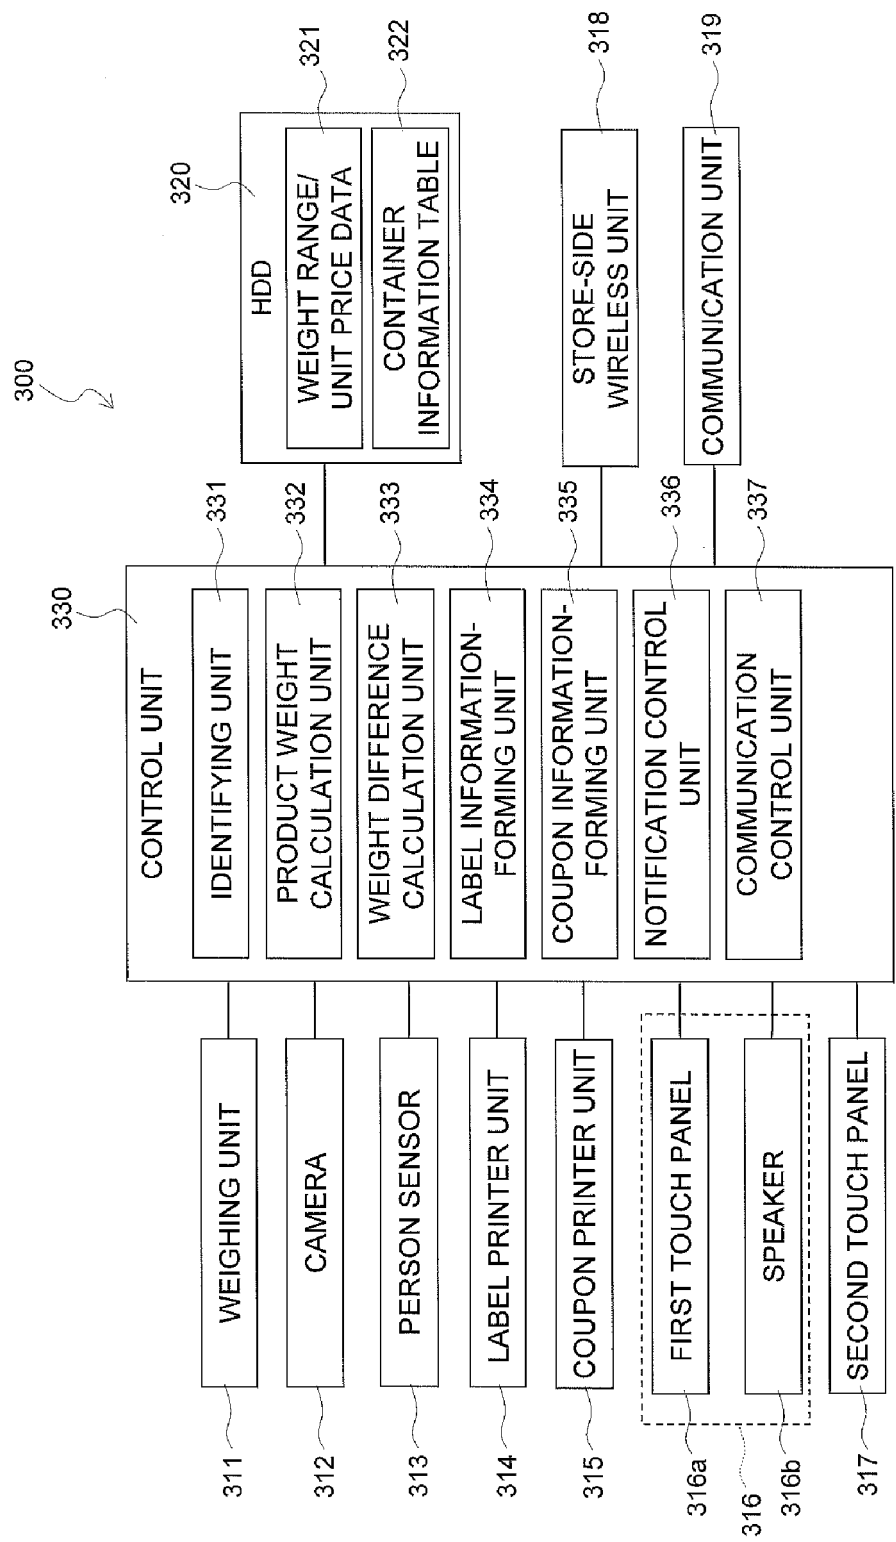 300
311
WEIGHING UNIT
312
CAMERA
313
PERSON SENSOR
314
LABEL PRINTER UNIT
315
COUPON PRINTER UNIT
316a
FIRST TOUCH PANEL
316
316b
SPEAKER
317
SECOND TOUCH PANEL
330
CONTROL UNIT
331
IDENTIFYING UNIT
332
PRODUCT WEIGHT
CALCULATION UNIT
333
WEIGHT DIFFERENCE
CALCULATION UNIT
334
LABEL INFORMATION-
FORMING UNIT
335
COUPON INFORMATION-
FORMING UNIT
336
NOTIFICATION CONTROL
UNIT
337
COMMUNICATION
CONTROL UNIT
320
HDD
321
WEIGHT RANGE/
UNIT PRICE DATA
322
CONTAINER
INFORMATION TABLE
318
STORE-SIDE
WIRELESS UNIT
319
COMMUNICATION UNIT